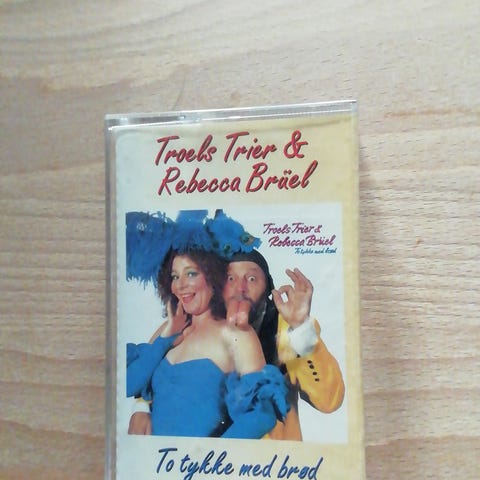 Troels Trier &
Rebecca Brüel
Troels Trier &
Rebecca Brüel
To tykke med brød
To tykke med brød